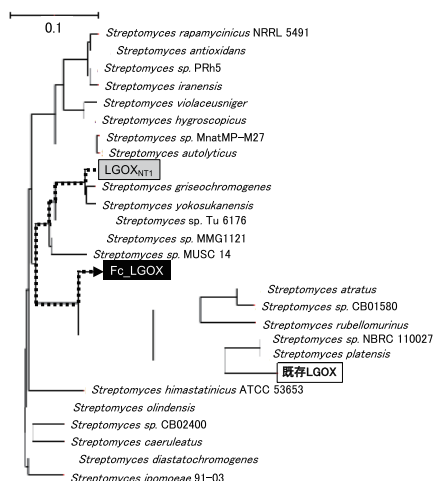 0.1
Streptomyces rapamycinicus NRRL 5491
Streptomyces antioxidans
Streptomyces sp. PRh5
Streptomyces iranensis
Streptomyces violaceusniger
Streptomyces hygroscopicus
Streptomyces sp. MnatMP-M27
Streptomyces autolyticus
LGOXNT1
Streptomyces griseochromogenes
Streptomyces yokosukanensis
Streptomyces sp. Tu 6176
Streptomyces sp. MMG1121
Streptomyces sp. MUSC 14
Fc_LGOX
Streptomyces atratus
Streptomyces sp. CB01580
Streptomyces rubellomurinus
Streptomyces sp. NBRC 110027
Streptomyces platensis
既存LGOX
Streptomyces himastatinicus ATCC 53653
Streptomyces olindensis
Streptomyces sp. CB02400
Streptomyces caeruleatus
Streptomyces diastatochromogenes
Streptomyces ipomoeae 91-03